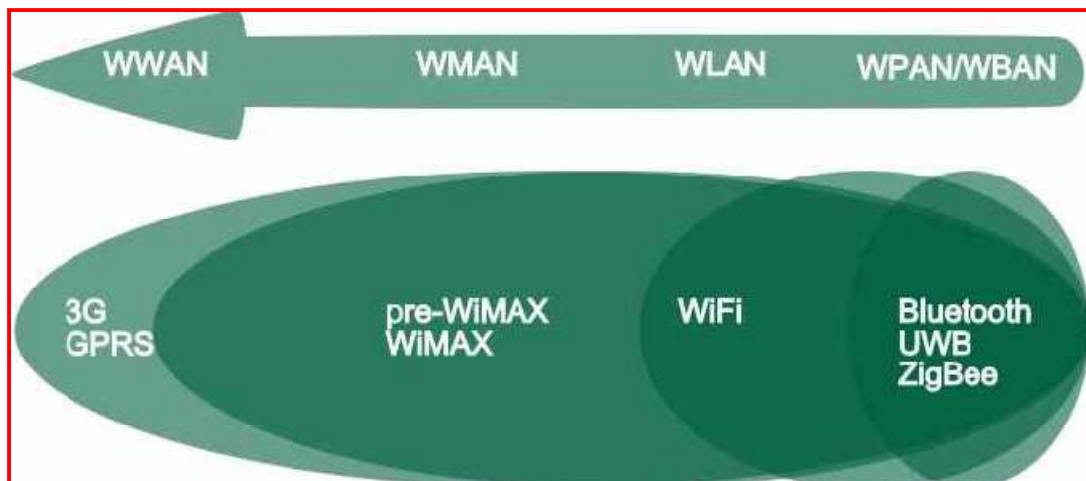 WWAN
WMAN
WLAN
WPAN/WBAN
3G
GPRS
pre-WiMAX
WiMAX
WiFi
Bluetooth
UWB
ZigBee